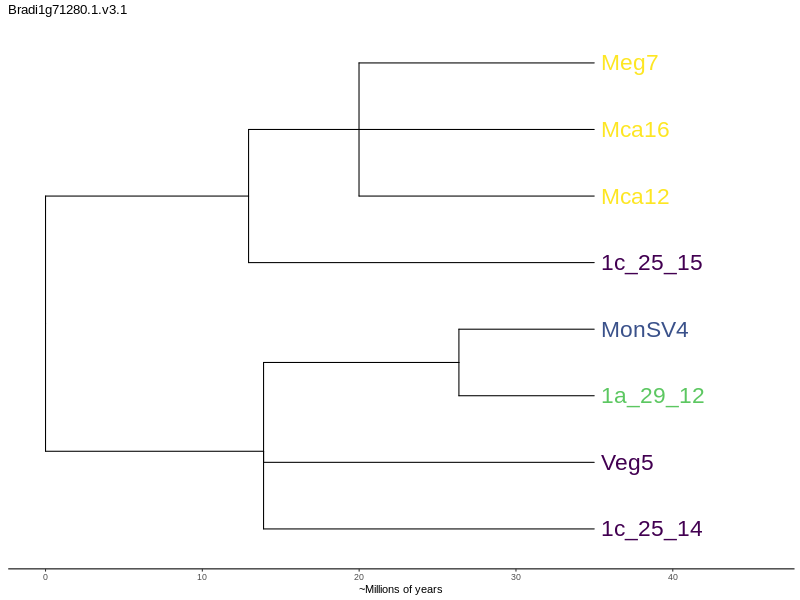 Bradi1g71280.1.v3.1
Meg7
Mca16
Mca12
1c_25_15
MonSV4
1a_29_12
Veg5
1c_25_14
0 10 20 30 40
~Millions of years